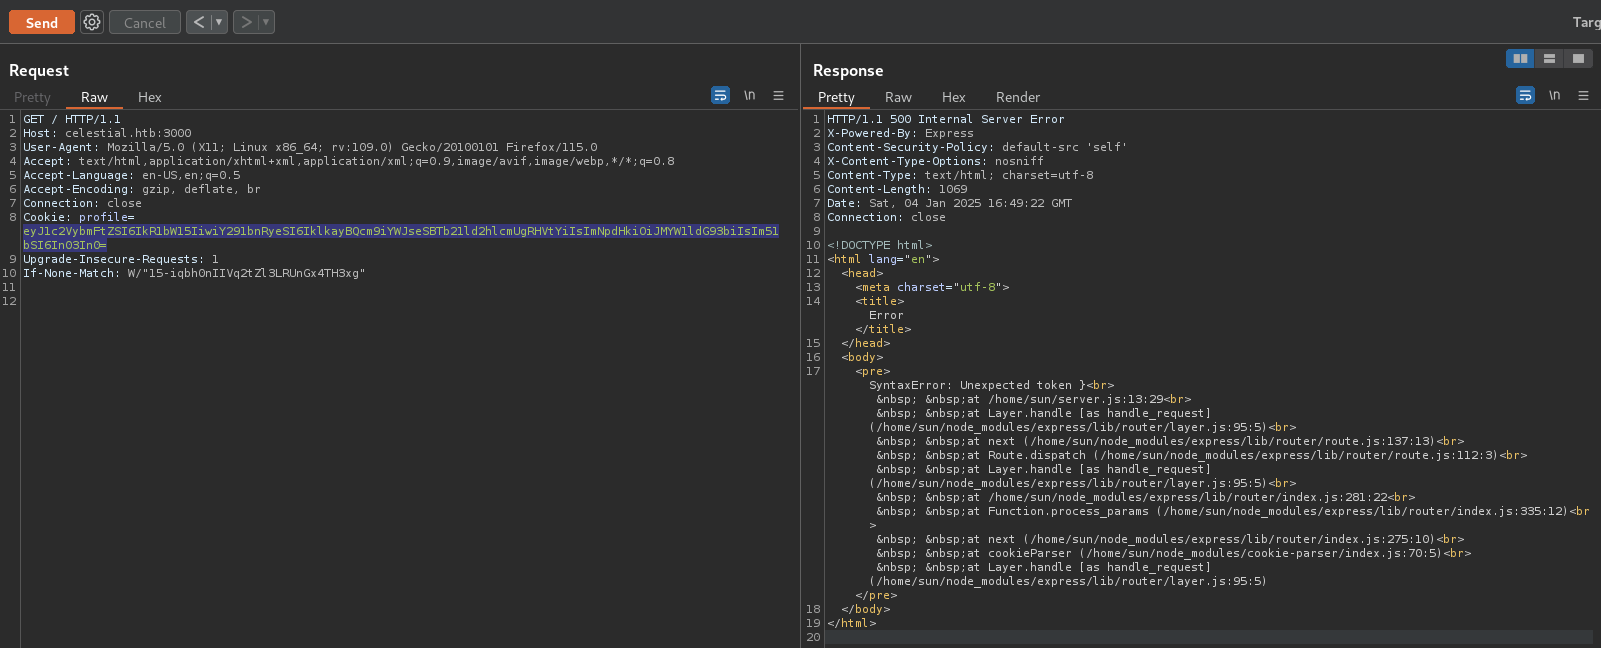 Send
Cancel
Targ
Request
Pretty
Raw
Hex
\n
1 GET / HTTP/1.1
2 Host: celestial.htb:3000
3 User-Agent: Mozilla/5.0 (X11; Linux x86_64; rv:109.0) Gecko/20100101 Firefox/115.0
4 Accept: text/html,application/xhtml+xml,application/xml;q=0.9,image/avif,image/webp,*/*;q=0.8
5 Accept-Language: en-US,en;q=0.5
6 Accept-Encoding: gzip, deflate, br
7 Connection: close
8 Cookie: profile=
9 Upgrade-Insecure-Requests: 1
10 If-None-Match: W/"15-iqbh0nIIVq2tZl3LRUnGx4TH3xg"
11
12
Response
Pretty
Raw
Hex
Render
\n
1 HTTP/1.1 500 Internal Server Error
2 X-Powered-By: Express
3 Content-Security-Policy: default-src 'self'
4 X-Content-Type-Options: nosniff
5 Content-Type: text/html; charset=utf-8
6 Content-Length: 1069
7 Date: Sat, 04 Jan 2025 16:49:22 GMT
8 Connection: close
9
10 <!DOCTYPE html>
11 <html lang="en">
12 <head>
13 <meta charset="utf-8">
14 <title>
Error
</title>
15 </head>
16 <body>
17 <pre>
SyntaxError: Unexpected token }<br>
&nbsp; &nbsp;at /home/sun/server.js:13:29<br>
&nbsp; &nbsp;at Layer.handle [as handle_request]
(/home/sun/node_modules/express/lib/router/layer.js:95:5)<br>
&nbsp; &nbsp;at next (/home/sun/node_modules/express/lib/router/route.js:137:13)<br>
&nbsp; &nbsp;at Route.dispatch (/home/sun/node_modules/express/lib/router/route.js:112:3)<br>
&nbsp; &nbsp;at Layer.handle [as handle_request]
(/home/sun/node_modules/express/lib/router/layer.js:95:5)<br>
&nbsp; &nbsp;at /home/sun/node_modules/express/lib/router/index.js:281:22<br>
&nbsp; &nbsp;at Function.process_params (/home/sun/node_modules/express/lib/router/index.js:335:12)<br
>
&nbsp; &nbsp;at next (/home/sun/node_modules/express/lib/router/index.js:275:10)<br>
&nbsp; &nbsp;at cookieParser (/home/sun/node_modules/cookie-parser/index.js:70:5)<br>
&nbsp; &nbsp;at Layer.handle [as handle_request]
(/home/sun/node_modules/express/lib/router/layer.js:95:5)
</pre>
18 </body>
19 </html>
20